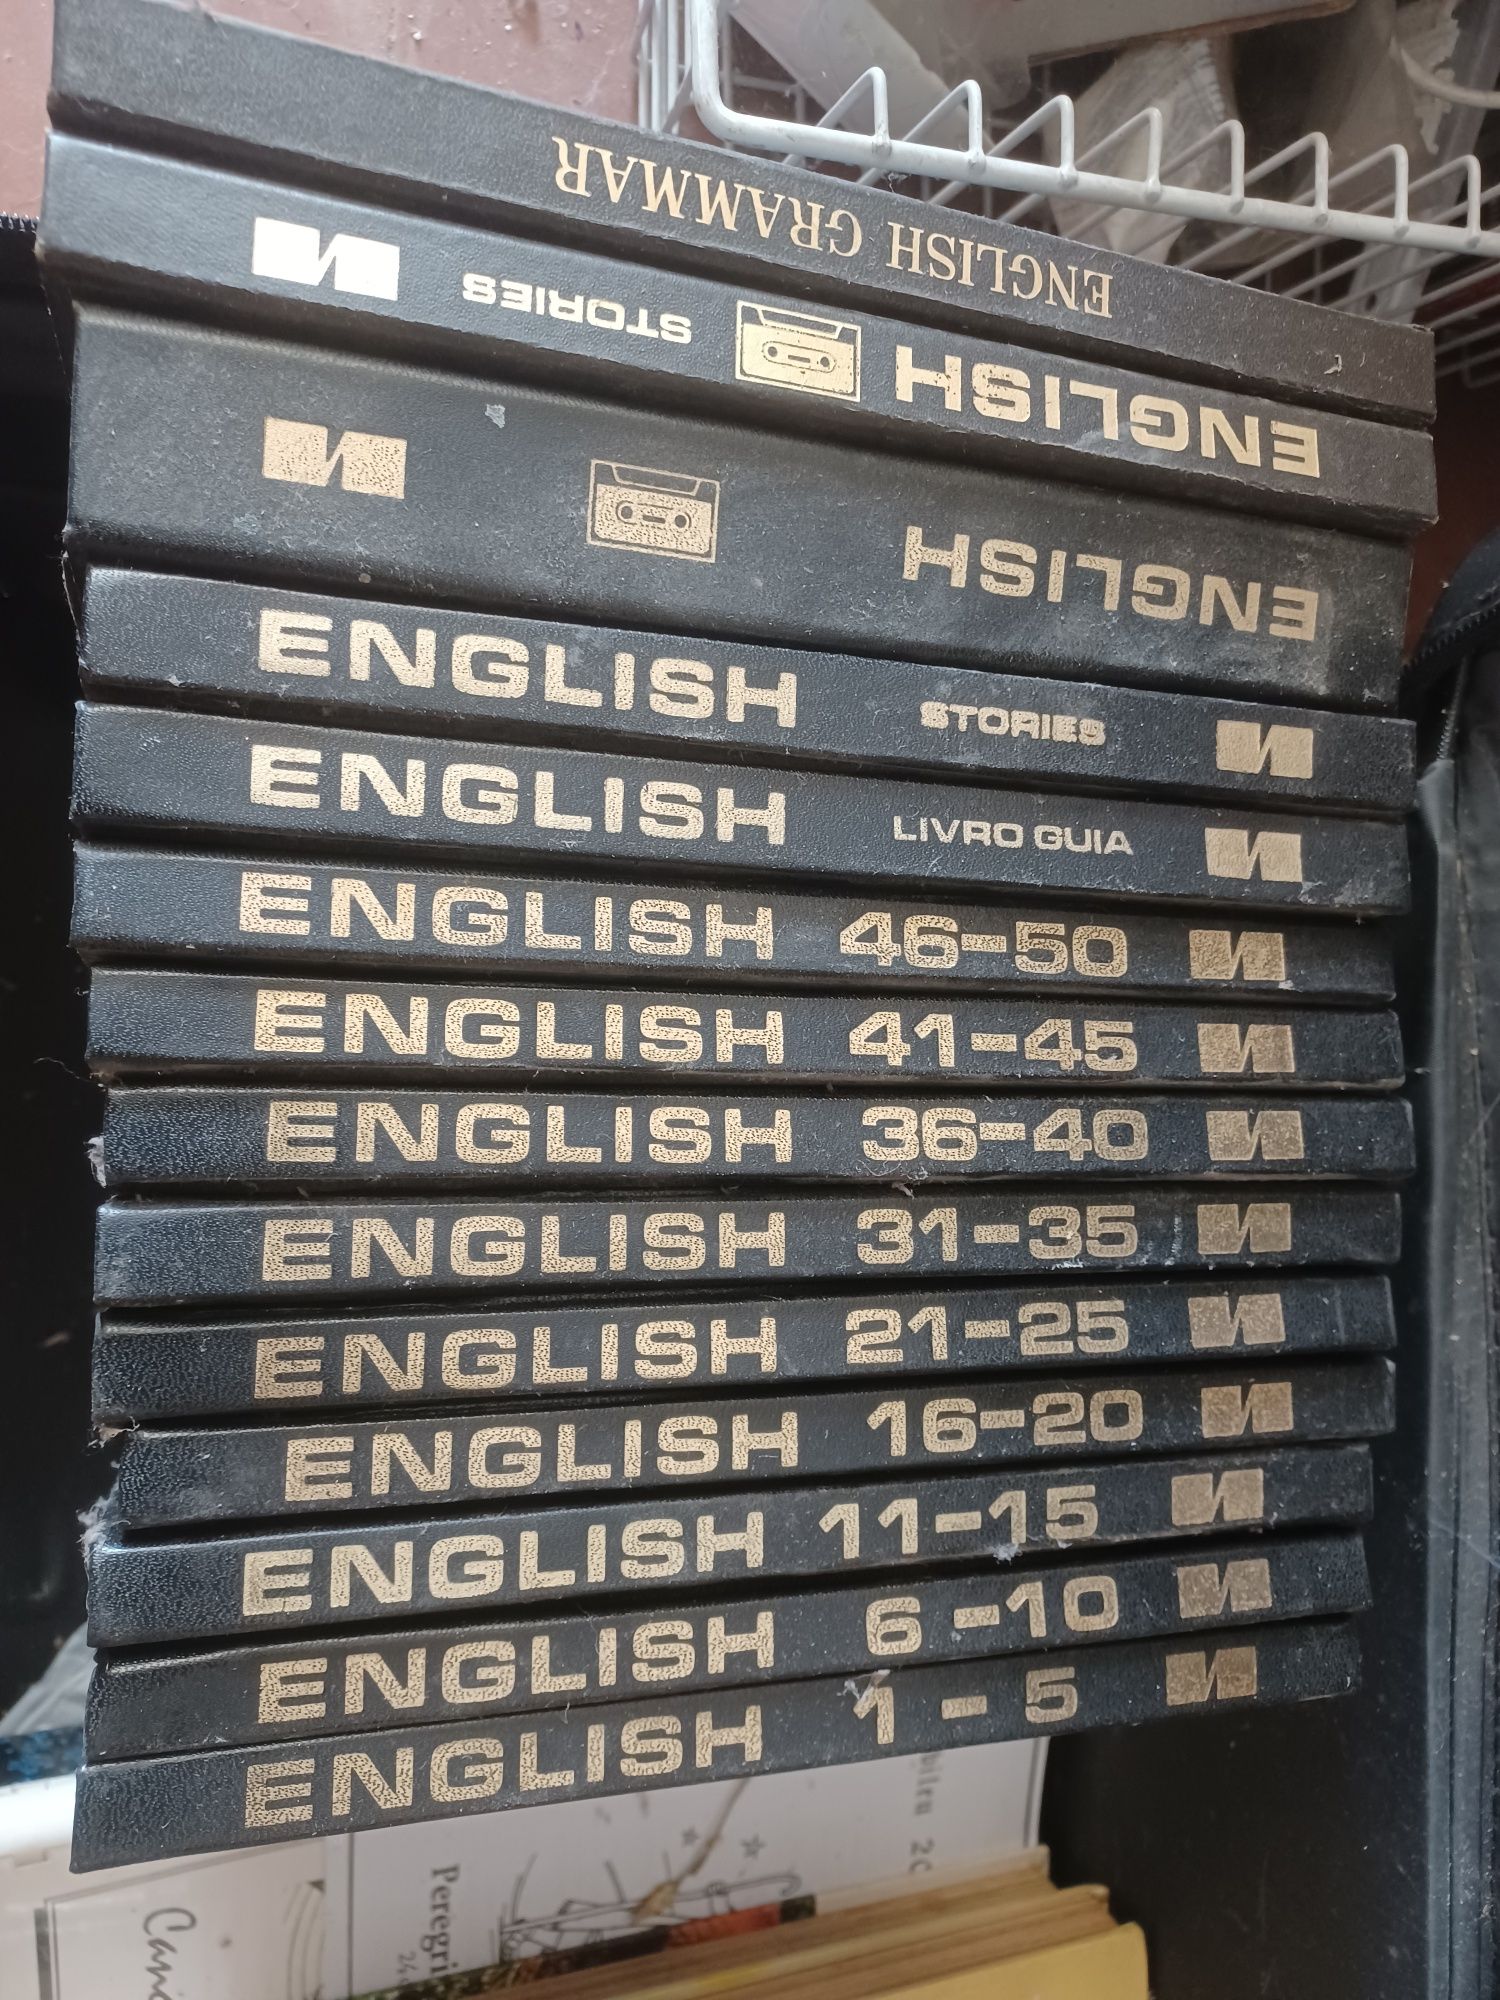 ENGLISH GRAMMAR
ENGLISH STORIES
ENGLISH
ENGLISH STORIES
ENGLISH LIVRO GUIA
ENGLISH 46-50
ENGLISH 41-45
ENGLISH 36-40
ENGLISH 31-35
ENGLISH 21-25
ENGLISH 16-20
ENGLISH 11-15
ENGLISH 6-10
ENGLISH 1-5